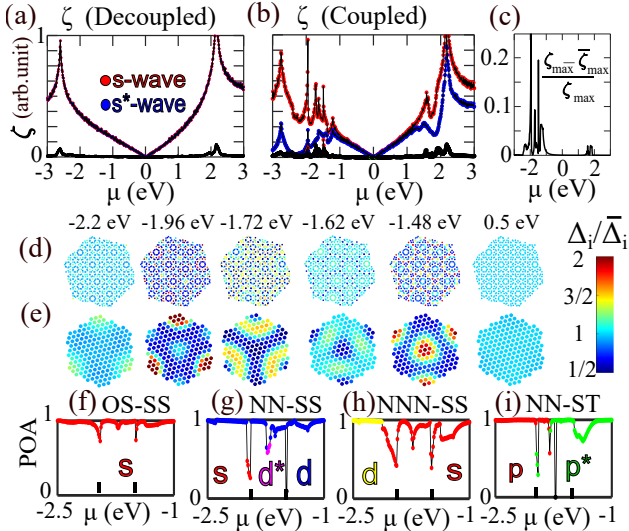 (a) ζ (Decoupled)
(b) ζ (Coupled)
(c)
ζ (arb.unit)
1
0
s-wave
s*-wave
-3 -2 -1 0 1 2 3
μ (eV)
1
0
-3 -2 -1 0 1 2 3
μ (eV)
0.2
0.1
0
ζmax − ζ̅max
ζmax
-2 0 2
μ (eV)
-2.2 eV -1.96 eV -1.72 eV -1.62 eV -1.48 eV 0.5 eV
(d)
(e)
Δi/Δ̅i
2
3/2
1
1/2
(f) OS-SS (g) NN-SS (h) NNN-SS (i) NN-ST
POA
1
0
s
-2.5 μ (eV) -1
1
0
s d* d
-2.5 μ (eV) -1
1
0
d s
-2.5 μ (eV) -1
1
0
p p*
-2.5 μ (eV) -1